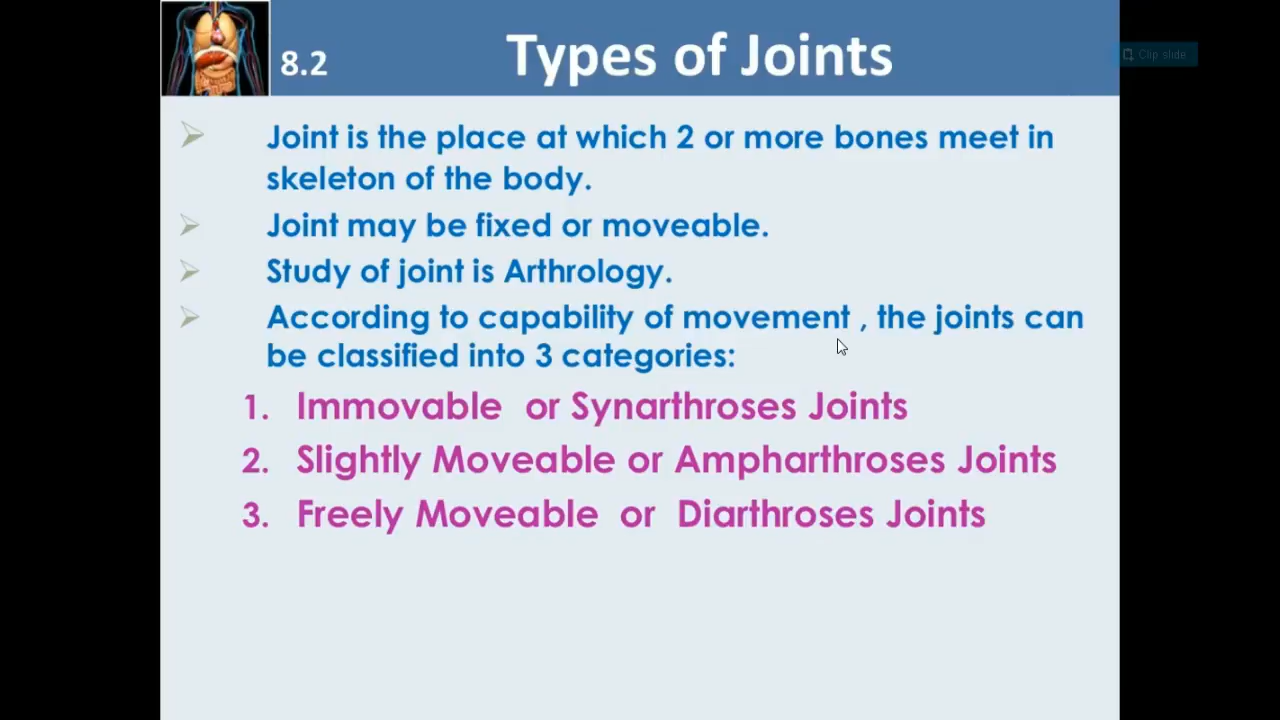 8.2 Types of Joints
Clip slide
Joint is the place at which 2 or more bones meet in
skeleton of the body.
Joint may be fixed or moveable.
Study of joint is Arthrology.
According to capability of movement , the joints can
be classified into 3 categories:
1. Immovable or Synarthroses Joints
2. Slightly Moveable or Ampharthroses Joints
3. Freely Moveable or Diarthroses Joints